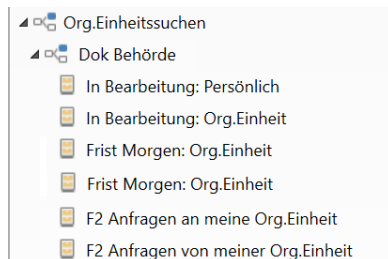 Org.Einheitssuchen
Dok Behörde
In Bearbeitung: Persönlich
In Bearbeitung: Org.Einheit
Frist Morgen: Org.Einheit
Frist Morgen: Org.Einheit
F2 Anfragen an meine Org.Einheit
F2 Anfragen von meiner Org.Einheit